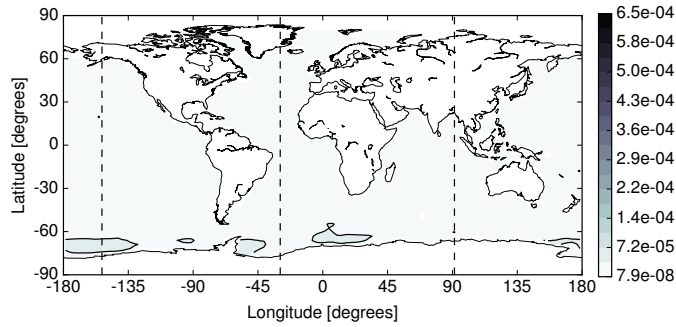 90
60
30
0
-30
-60
-90
Latitude [degrees]
-180 -135 -90 -45 0 45 90 135 180
Longitude [degrees]
6.5e-04
5.8e-04
5.0e-04
4.3e-04
3.6e-04
2.9e-04
2.2e-04
1.4e-04
7.2e-05
7.9e-08